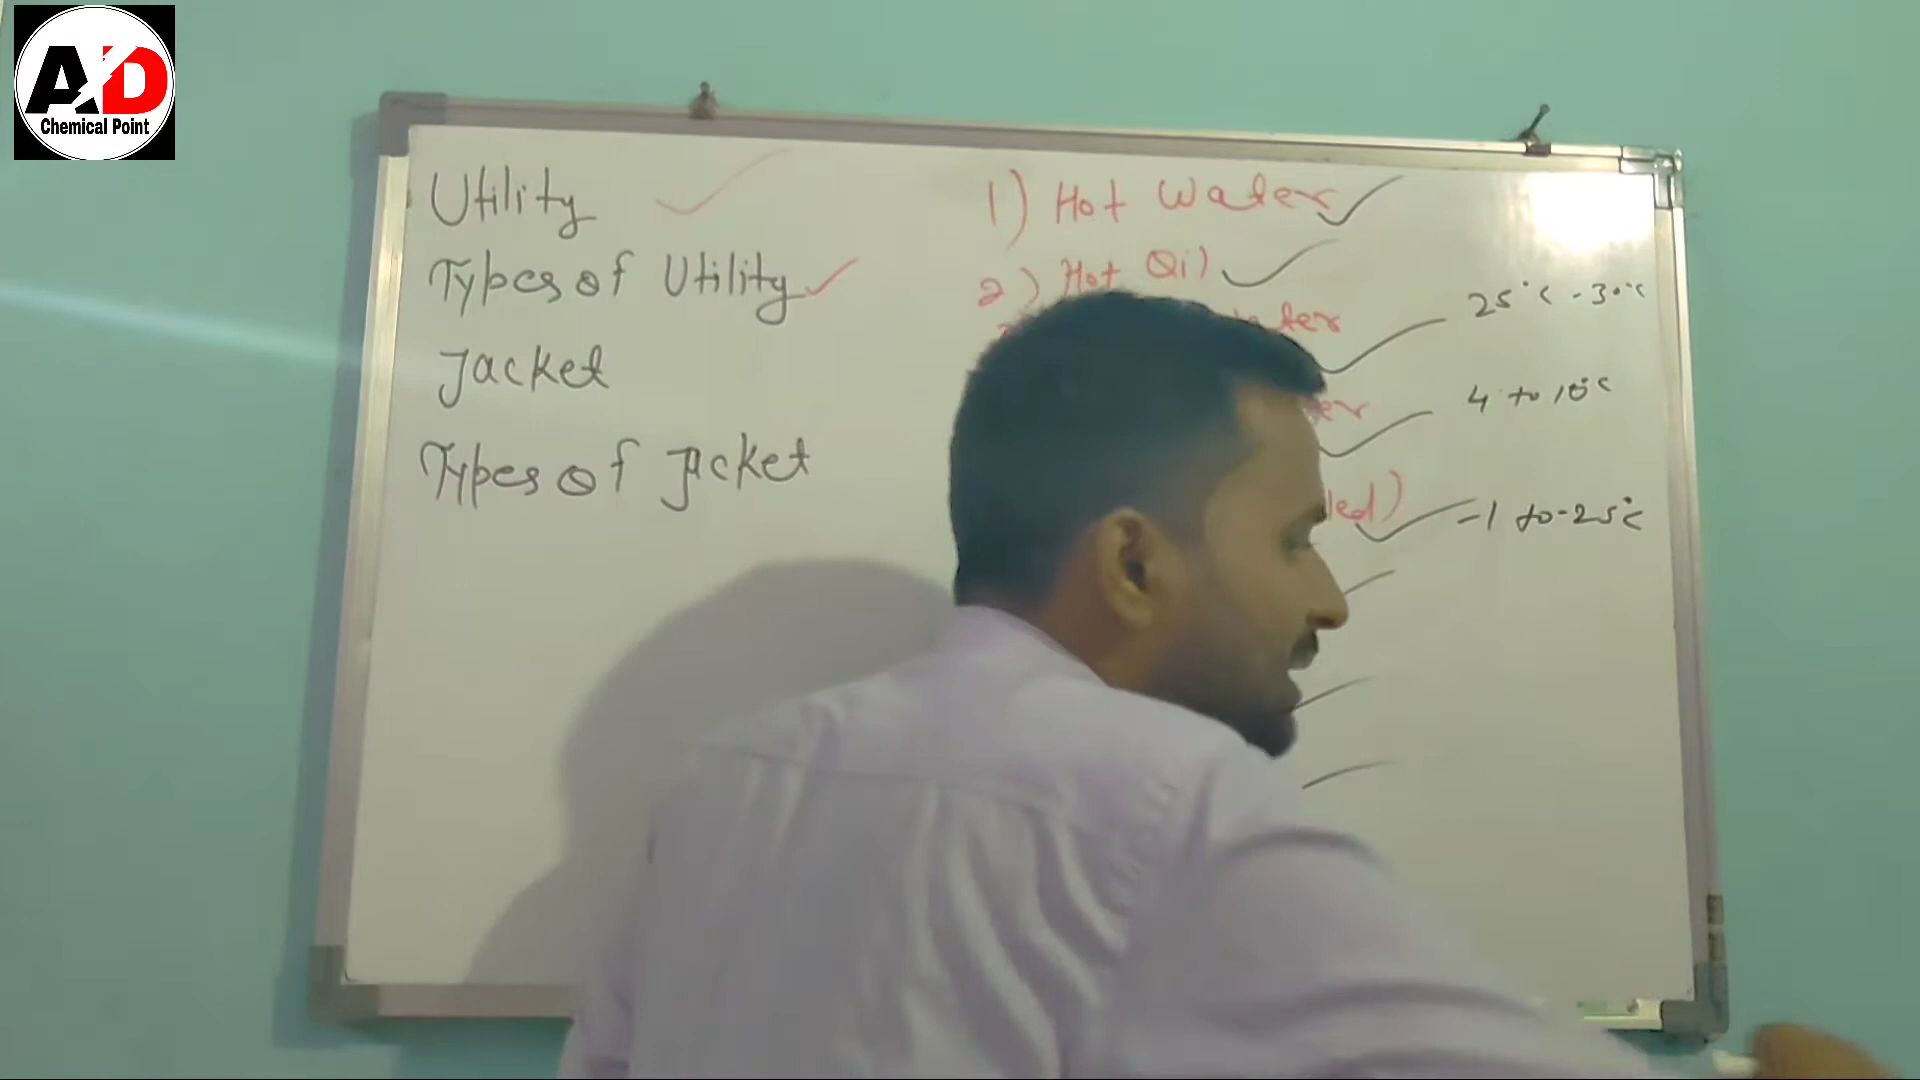 A D
Chemical Point
Utility
Types of Utility
Jacket
Types of Jacket
1) Hot Water
2) Hot Oil
25°C - 30°C
4 to 10°C
-1 to -25°C